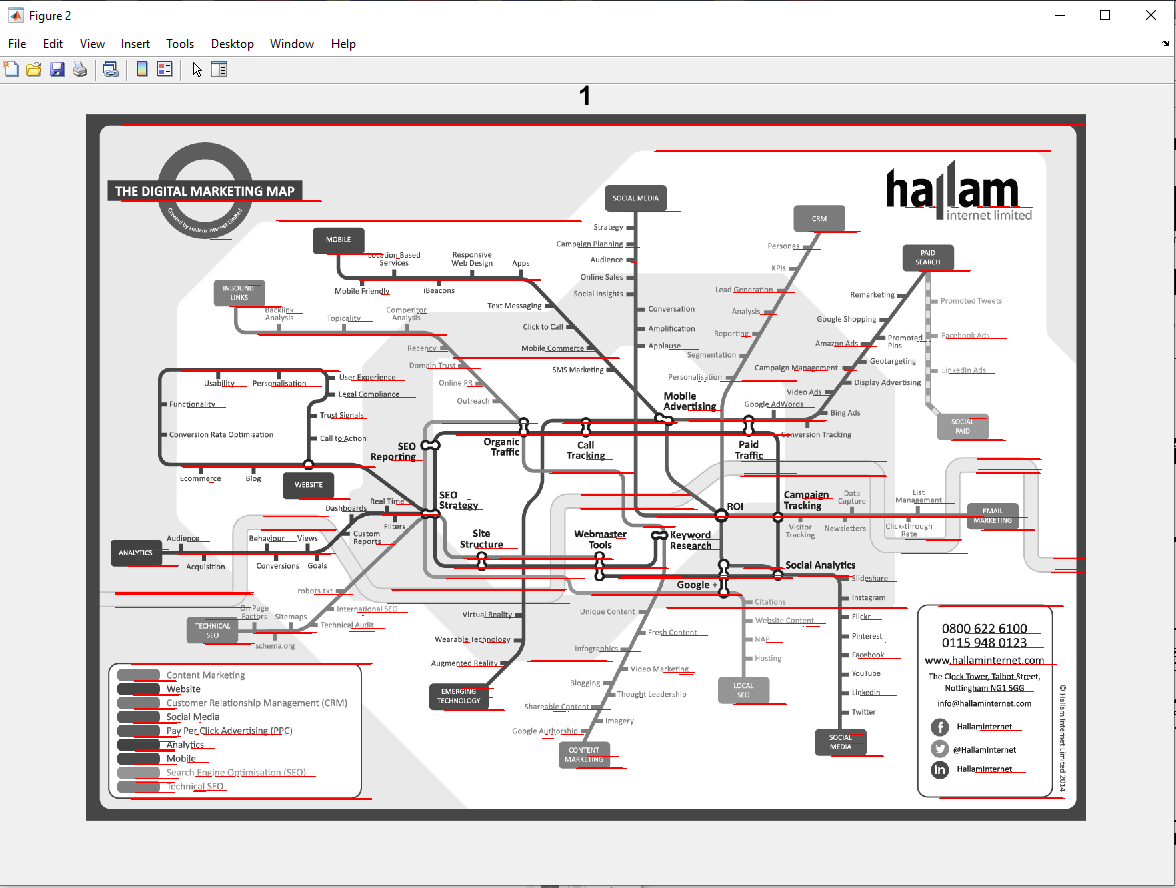 Figure 2
File Edit View Insert Tools Desktop Window Help
1
THE DIGITAL MARKETING MAP
Created by Hallam Internet Limited
hallam
internet limited
SOCIAL MEDIA
Strategy
Campaign Planning
Audience
Online Sales
Social Insights
Conversation
Amplification
Applause
CRM
Personas
KPIs
Lead Generation
Analysis
Reporting
Segmentation
Personalisation
PAID
SEARCH
Remarketing
Google Shopping
Promoted
Pins
Amazon Ads
Geotargeting
Campaign Management
Display Advertising
Video Ads
Google AdWords
Bing Ads
Conversion Tracking
Promoted Tweets
Facebook Ads
LinkedIn Ads
SOCIAL
PAID
MOBILE
Location Based
Services
Responsive
Web Design
Apps
Mobile Friendly
iBeacons
Text Messaging
Click to Call
Mobile Commerce
SMS Marketing
Mobile
Advertising
INBOUND
LINKS
Backlink
Analysis
Topicality
Competitor
Analysis
Recency
Domain Trust
Online PR
Outreach
Usability
Personalisation
User Experience
Legal Compliance
Functionality
Trust Signals
Conversion Rate Optimisation
Call to Action
Ecommerce
Blog
WEBSITE
SEO
Reporting
Organic
Traffic
Call
Tracking
Paid
Traffic
SEO
Strategy
Site
Structure
Webmaster
Tools
Keyword
Research
ROI
Campaign
Tracking
Social Analytics
Google +
Data
Capture
List
Management
Visitor
Tracking
Newsletters
Click-through
Rate
EMAIL
MARKETING
Real Time
Dashboards
Filters
Custom
Reports
ANALYTICS
Audience
Behaviour
Views
Acquisition
Conversions
Goals
robots.txt
On Page
Factors
Sitemaps
International SEO
Technical Audit
schema.org
TECHNICAL
SEO
Virtual Reality
Wearable Technology
Augmented Reality
EMERGING
TECHNOLOGY
Unique Content
Fresh Content
Infographics
Video Marketing
Blogging
Thought Leadership
Shareable Content
Imagery
Google Authorship
CONTENT
MARKETING
Citations
Website Content
NAP
Hosting
LOCAL
SEO
Slideshare
Instagram
Flickr
Pinterest
Facebook
YouTube
LinkedIn
Twitter
SOCIAL
MEDIA
Content Marketing
Website
Customer Relationship Management (CRM)
Social Media
Pay Per Click Advertising (PPC)
Analytics
Mobile
Search Engine Optimisation (SEO)
Technical SEO
0800 622 6100
0115 948 0123
www.hallaminternet.com
The Clock Tower, Talbot Street,
Nottingham NG1 5GG
info@hallaminternet.com
HallamInternet
@HallamInternet
HallamInternet
© Hallam Internet Limited 2014